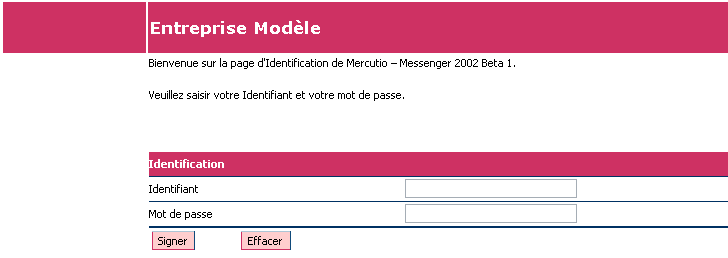 Entreprise Modèle
Bienvenue sur la page d'Identification de Mercutio – Messenger 2002 Beta 1.
Veuillez saisir votre Identifiant et votre mot de passe.
Identification
Identifiant
Mot de passe
Signer Effacer